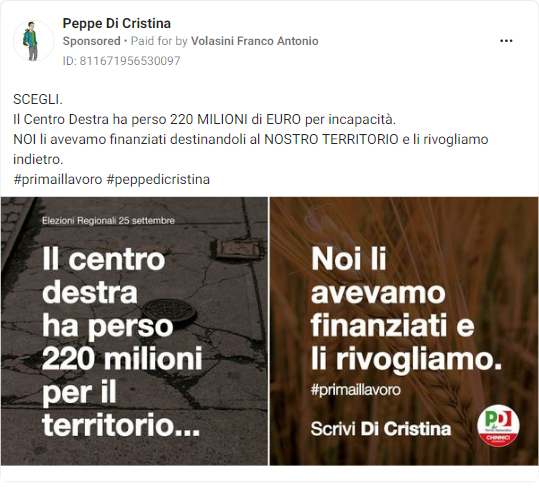 Peppe Di Cristina
Sponsored • Paid for by Volasini Franco Antonio
ID: 811671956530097
SCEGLI.
Il Centro Destra ha perso 220 MILIONI di EURO per incapacità.
NOI li avevamo finanziati destinandoli al NOSTRO TERRITORIO e li rivogliamo
indietro.
#primaillavoro #peppedicristina
Elezioni Regionali 25 settembre
Il centro
destra
ha perso
220 milioni
per il
territorio...
Noi li
avevamo
finanziati e
li rivogliamo.
#primaillavoro
Scrivi Di Cristina
PD
Partito Democratico
CHINNICI